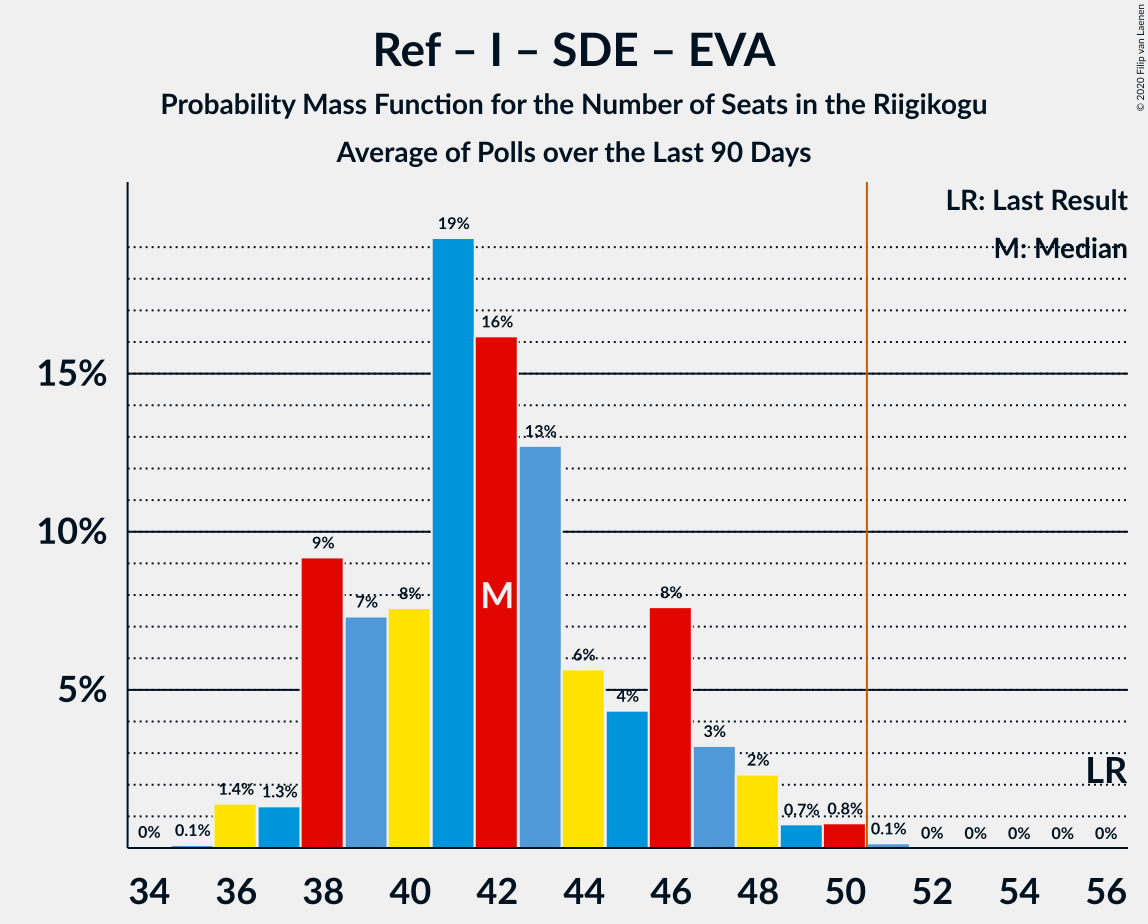 Ref – I – SDE – EVA
Probability Mass Function for the Number of Seats in the Riigikogu
Average of Polls over the Last 90 Days
© 2020 Filip van Laenen
LR: Last Result
M: Median
15%
10%
5%
0%
0.1%
1.4%
1.3%
9%
7%
8%
19%
16%
13%
6%
4%
8%
3%
2%
0.7%
0.8%
0.1%
0%
0%
0%
0%
0%
M
LR
34 36 38 40 42 44 46 48 50 52 54 56